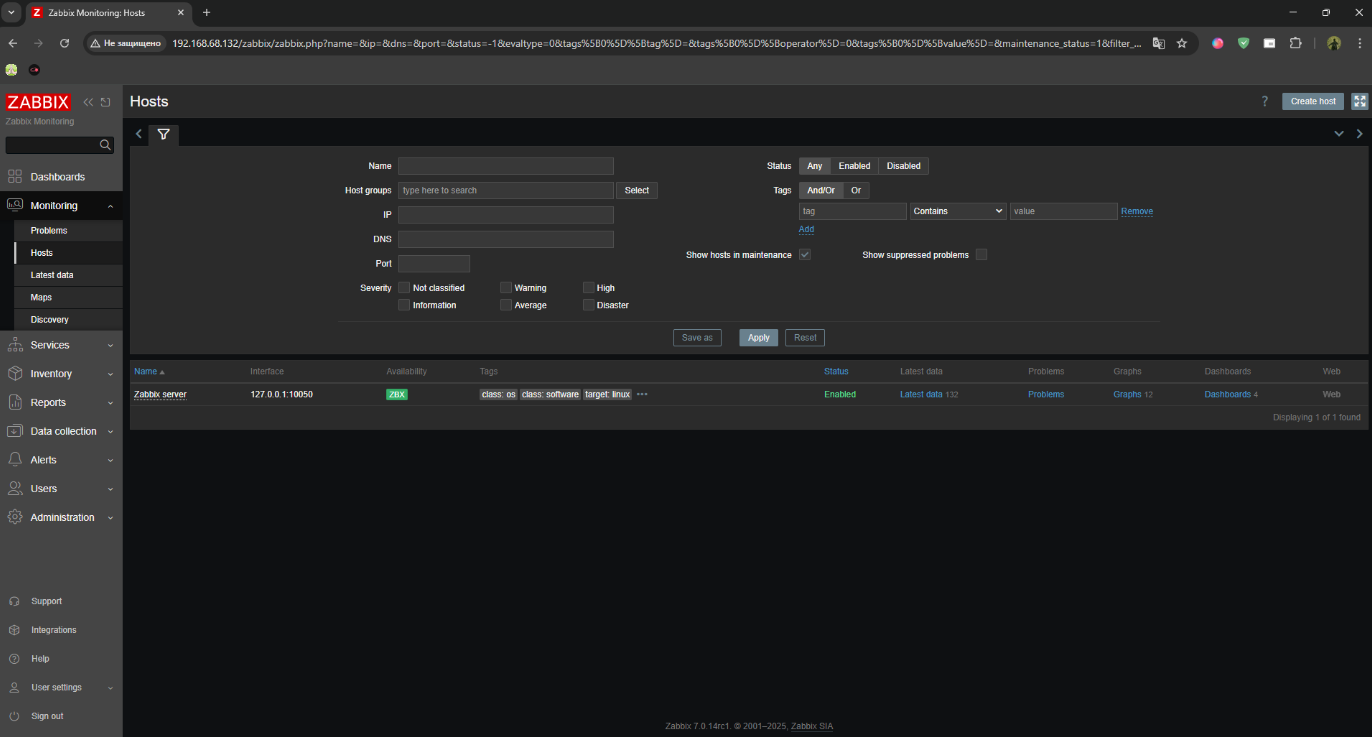 Zabbix Monitoring: Hosts
Не защищено 192.168.68.132/zabbix/zabbix.php?name=&ip=&dns=&port=&status=-1&evaltype=0&tags%5B0%5D%5Btag%5D=&tags%5B0%5D%5Boperator%5D=0&tags%5B0%5D%5Bvalue%5D=&maintenance_status=1&filter_...
ZABBIX
Zabbix Monitoring
Dashboards
Monitoring
Problems
Hosts
Latest data
Maps
Discovery
Services
Inventory
Reports
Data collection
Alerts
Users
Administration
Support
Integrations
Help
User settings
Sign out
Hosts
? Create host
Name
Host groups type here to search Select
IP
DNS
Port
Severity Not classified Warning High
Information Average Disaster
Status Any Enabled Disabled
Tags And/Or Or
tag Contains value Remove
Add
Show hosts in maintenance Show suppressed problems
Save as Apply Reset
Name Interface Availability Tags Status Latest data Problems Graphs Dashboards Web
Zabbix server 127.0.0.1:10050 ZBX class: os class: software target: linux ••• Enabled Latest data 132 Problems Graphs 12 Dashboards 4 Web
Displaying 1 of 1 found
Zabbix 7.0.14rc1. © 2001–2025, Zabbix SIA